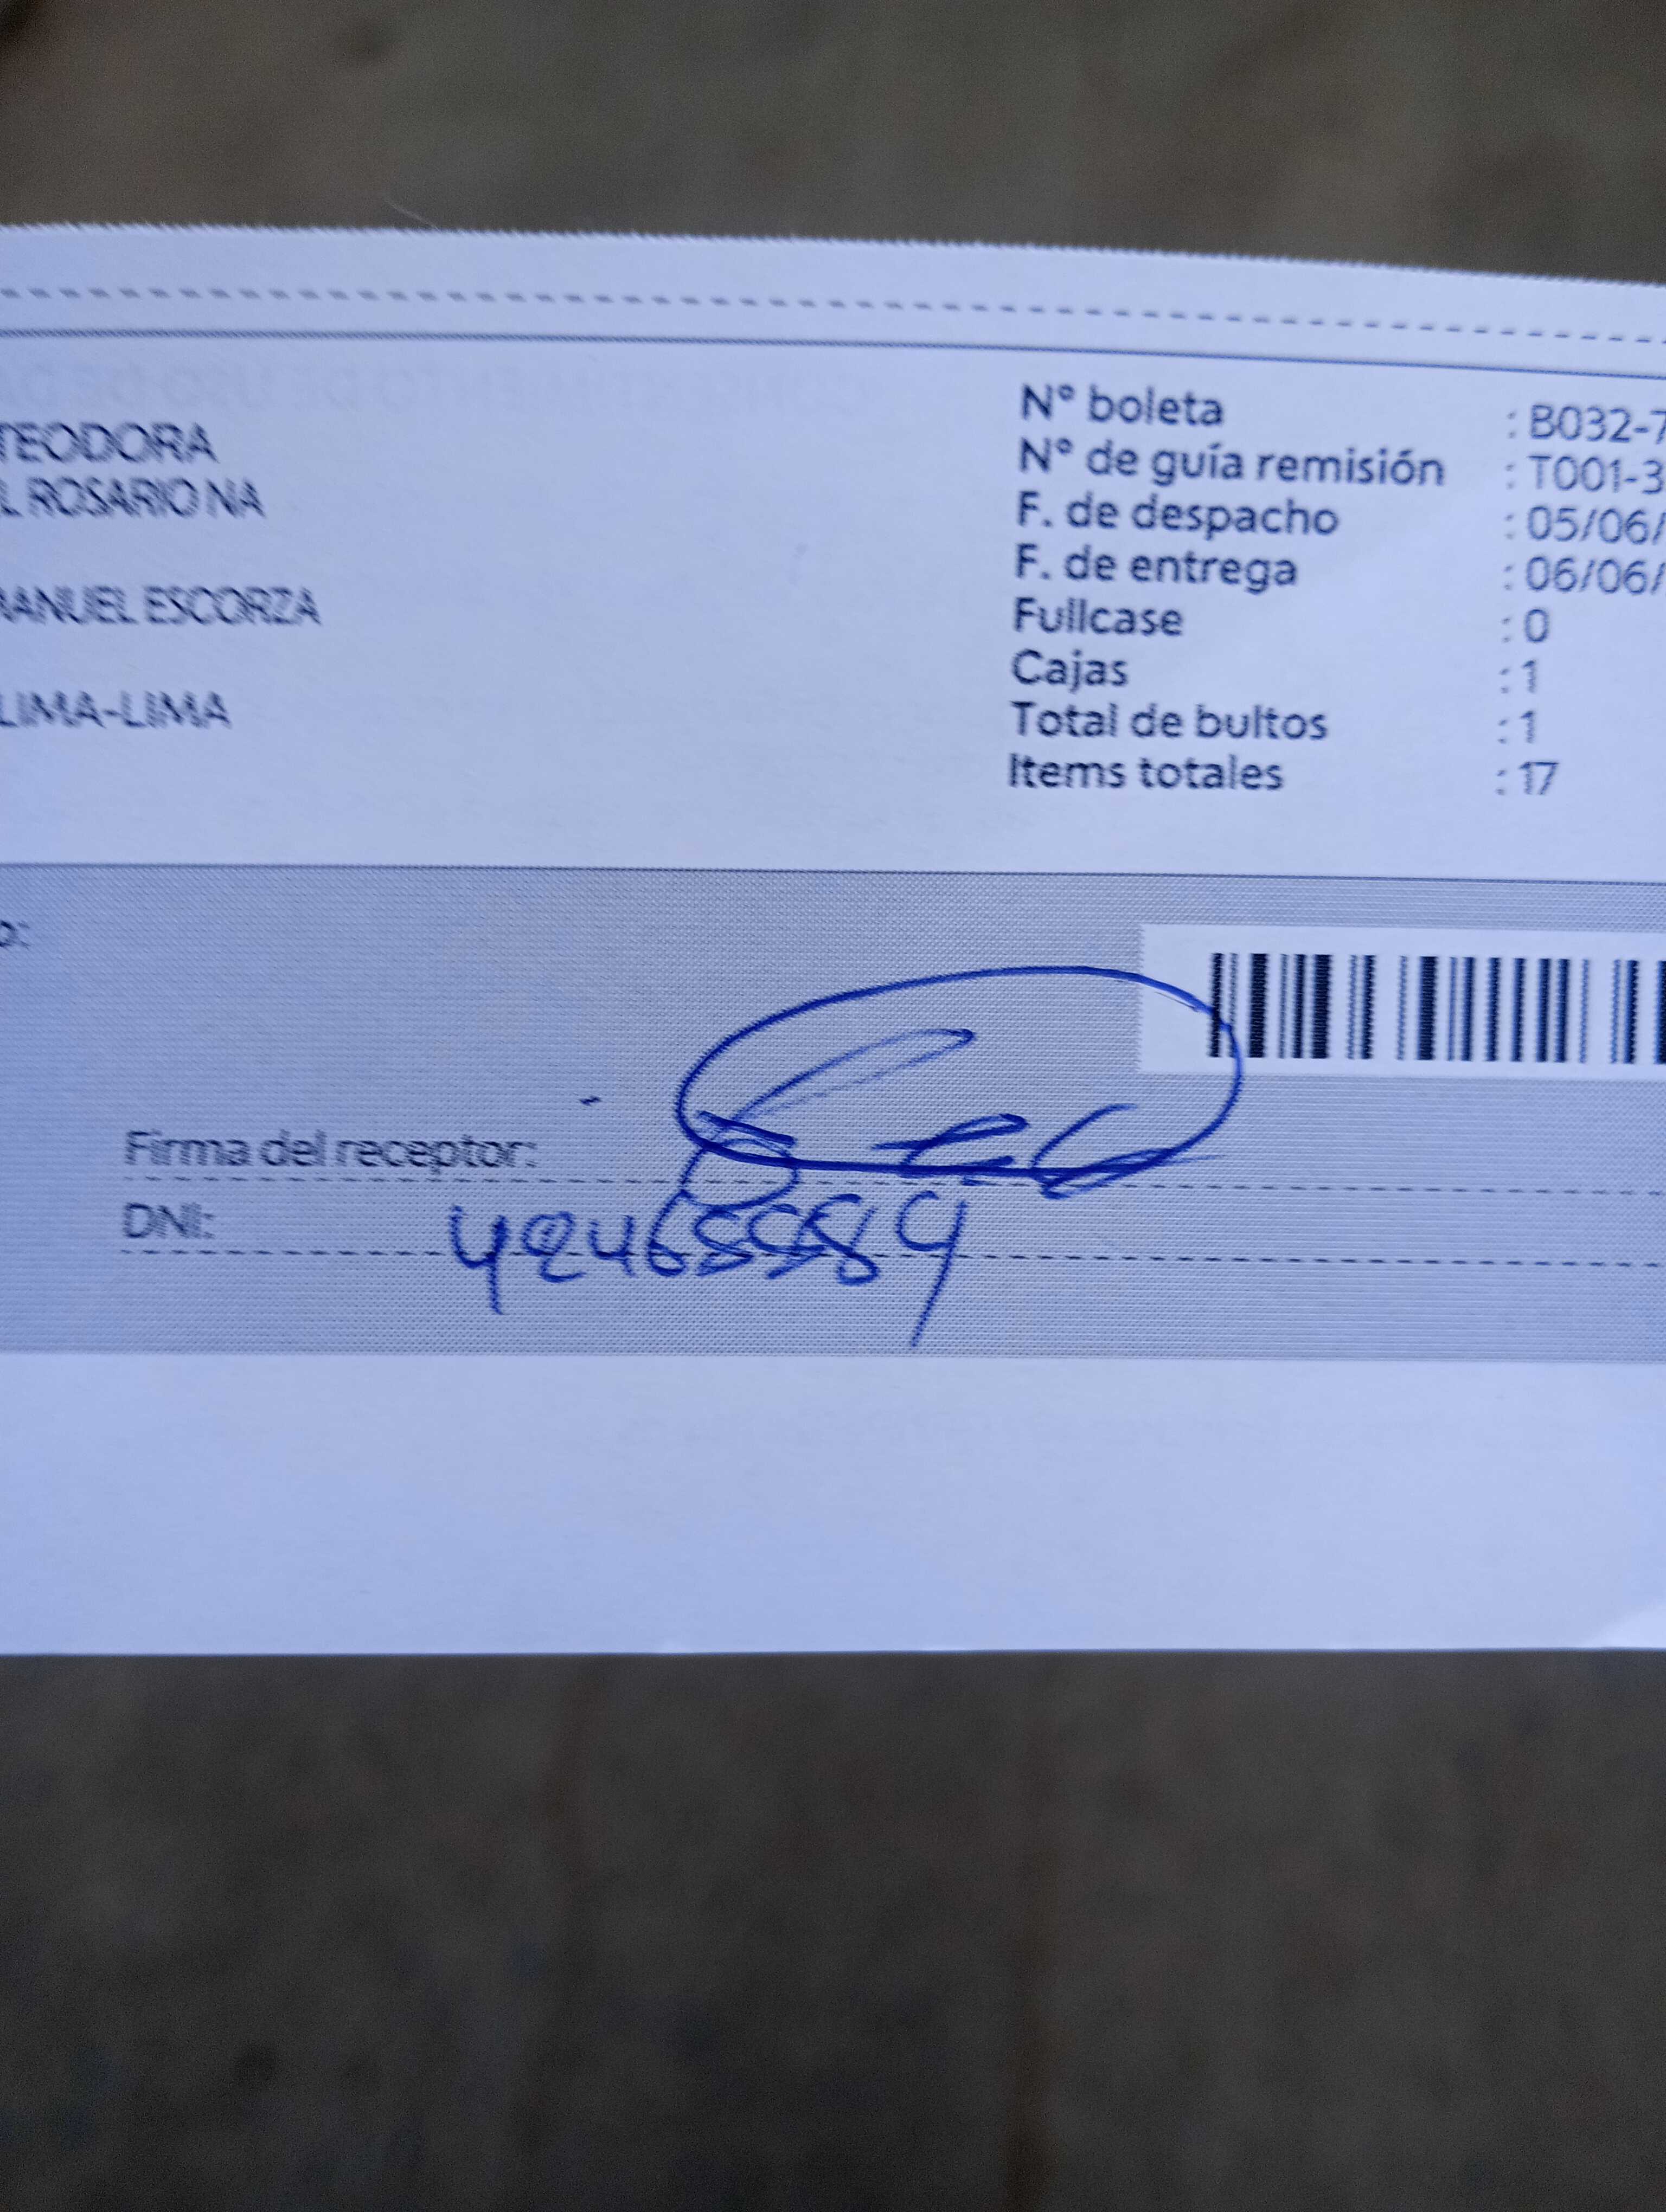 TEODORA
L ROSARIO NA
MANUEL ESCORZA
LIMA-LIMA
N° boleta : B032-7
N° de guía remisión : T001-3
F. de despacho : 05/06/
F. de entrega : 06/06/
Fullcase : 0
Cajas : 1
Total de bultos : 1
Items totales : 17
o:
Firma del receptor:
DNI: